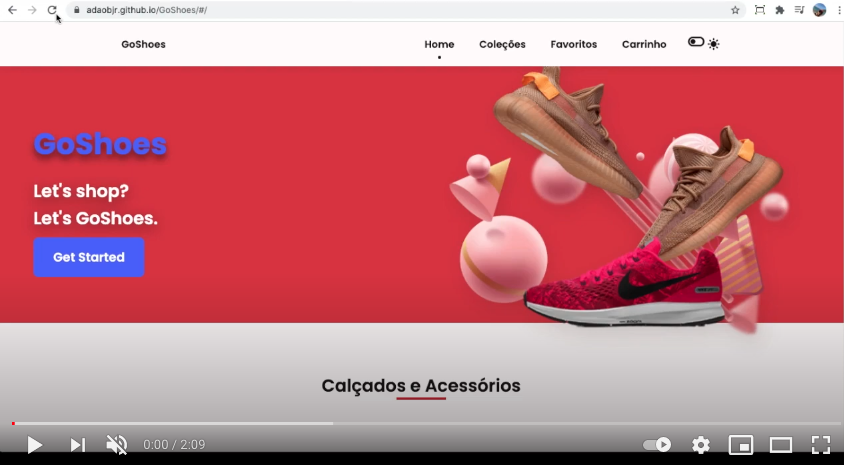 adaobjr.github.io/GoShoes/#/
GoShoes
Home
Coleções
Favoritos
Carrinho
GoShoes
Let's shop?
Let's GoShoes.
Get Started
Calçados e Acessórios
0:00 / 2:09